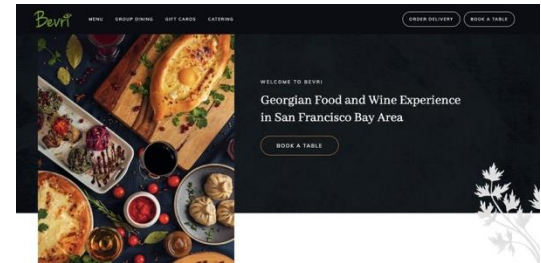 Bevri
MENU GROUP DINING GIFT CARDS CATERING
ORDER DELIVERY BOOK A TABLE
WELCOME TO BEVRI
Georgian Food and Wine Experience
in San Francisco Bay Area
BOOK A TABLE